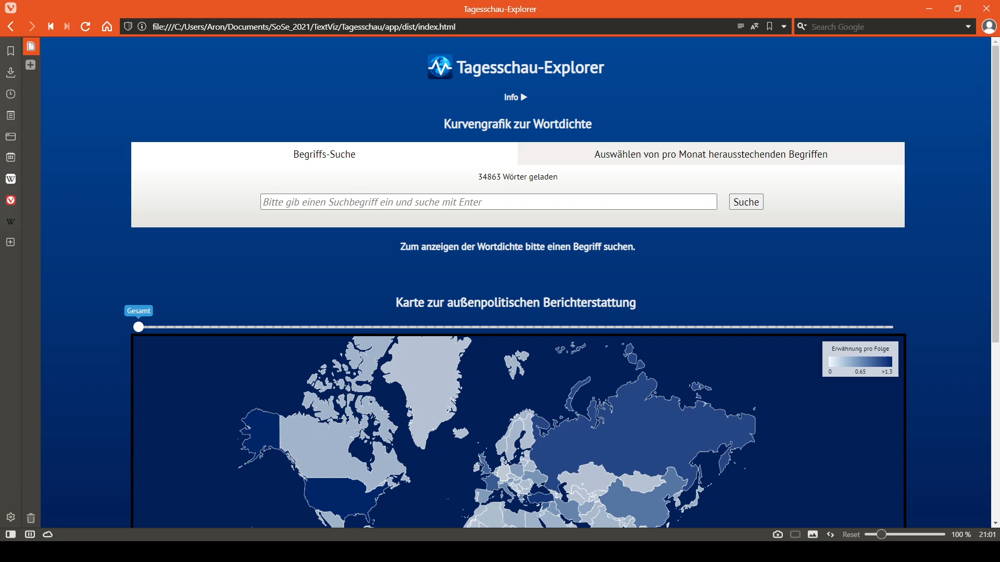 Tagesschau-Explorer
file:///C:/Users/Aron/Documents/SoSe_2021/TextViz/Tagesschau/app/dist/index.html
Search Google
Tagesschau-Explorer
Info ▶
Kurvengrafik zur Wortdichte
Begriffs-Suche
Auswählen von pro Monat herausstechenden Begriffen
34863 Wörter geladen
Bitte gib einen Suchbegriff ein und suche mit Enter
Suche
Zum anzeigen der Wortdichte bitte einen Begriff suchen.
Karte zur außenpolitischen Berichterstattung
Gesamt
Erwähnung pro Folge
0 0.65 >1.3
Reset 100 % 21:01